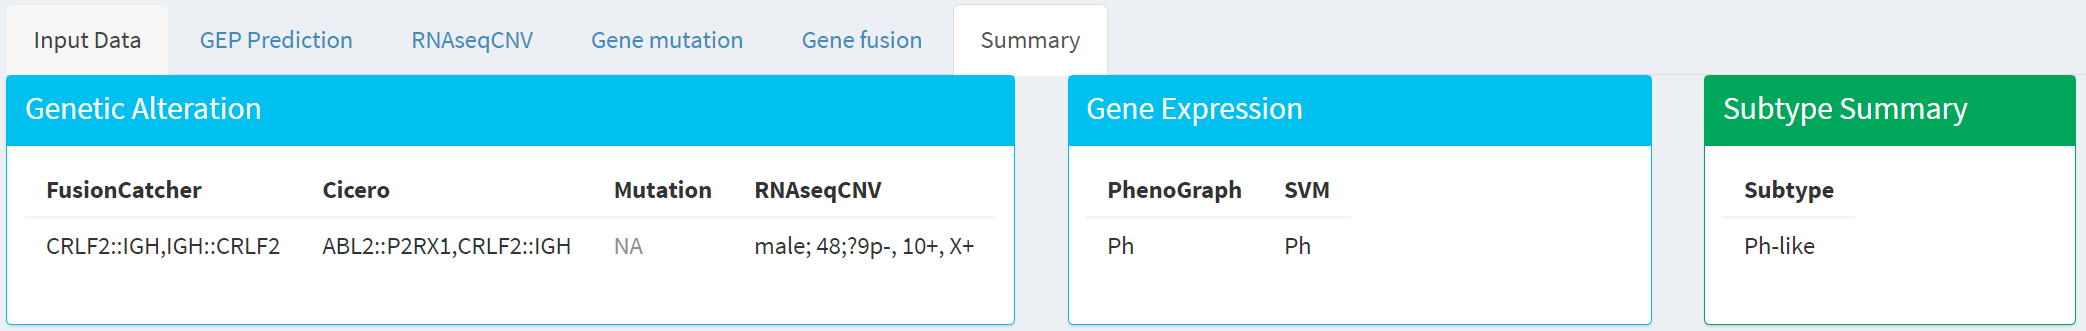 Input Data GEP Prediction RNAseqCNV Gene mutation Gene fusion Summary
Genetic Alteration
FusionCatcher Cicero Mutation RNAseqCNV
CRLF2::IGH,IGH::CRLF2 ABL2::P2RX1,CRLF2::IGH NA male; 48;?9p-, 10+, X+
Gene Expression
PhenoGraph SVM
Ph Ph
Subtype Summary
Subtype
Ph-like